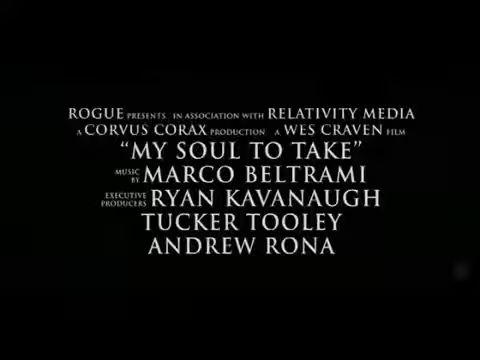 ROGUE PRESENTS IN ASSOCIATION WITH RELATIVITY MEDIA
A CORVUS CORAX PRODUCTION A WES CRAVEN FILM
“MY SOUL TO TAKE”
MUSIC BY MARCO BELTRAMI
EXECUTIVE PRODUCERS RYAN KAVANAUGH
TUCKER TOOLEY
ANDREW RONA